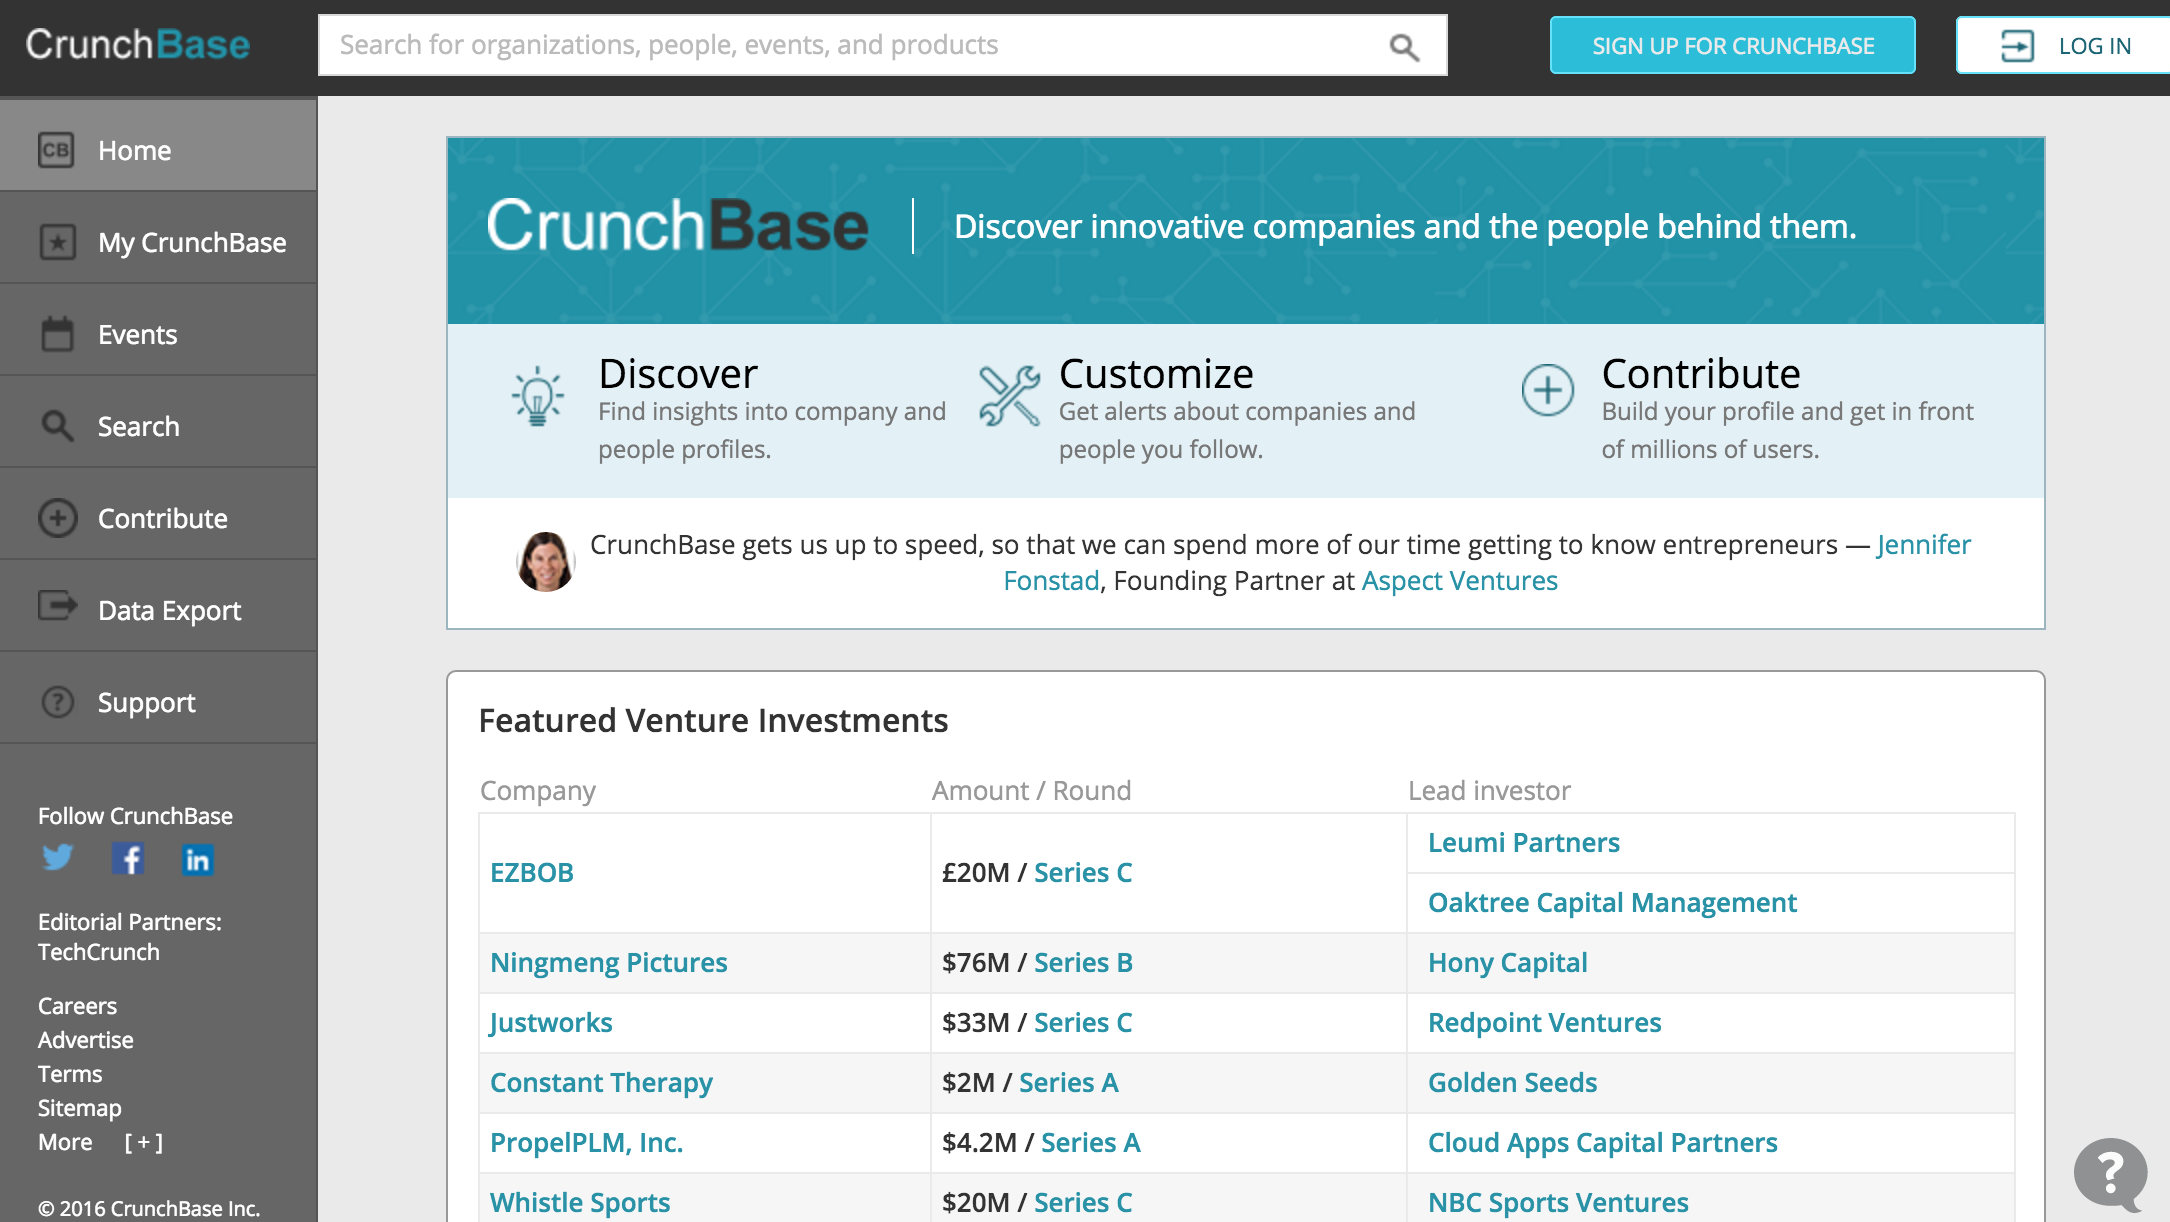 CrunchBase
Search for organizations, people, events, and products
SIGN UP FOR CRUNCHBASE
LOG IN
CB
Home
My CrunchBase
Events
Search
Contribute
Data Export
Support
Follow CrunchBase
f
in
Editorial Partners:
TechCrunch
Careers
Advertise
Terms
Sitemap
More [ + ]
© 2016 CrunchBase Inc.
CrunchBase
Discover innovative companies and the people behind them.
Discover
Find insights into company and
people profiles.
Customize
Get alerts about companies and
people you follow.
Contribute
Build your profile and get in front
of millions of users.
CrunchBase gets us up to speed, so that we can spend more of our time getting to know entrepreneurs — Jennifer
Fonstad, Founding Partner at Aspect Ventures
Featured Venture Investments
Company Amount / Round Lead investor
EZBOB £20M / Series C Leumi Partners
Oaktree Capital Management
Ningmeng Pictures $76M / Series B Hony Capital
Justworks $33M / Series C Redpoint Ventures
Constant Therapy $2M / Series A Golden Seeds
PropelPLM, Inc. $4.2M / Series A Cloud Apps Capital Partners
Whistle Sports $20M / Series C NBC Sports Ventures
?